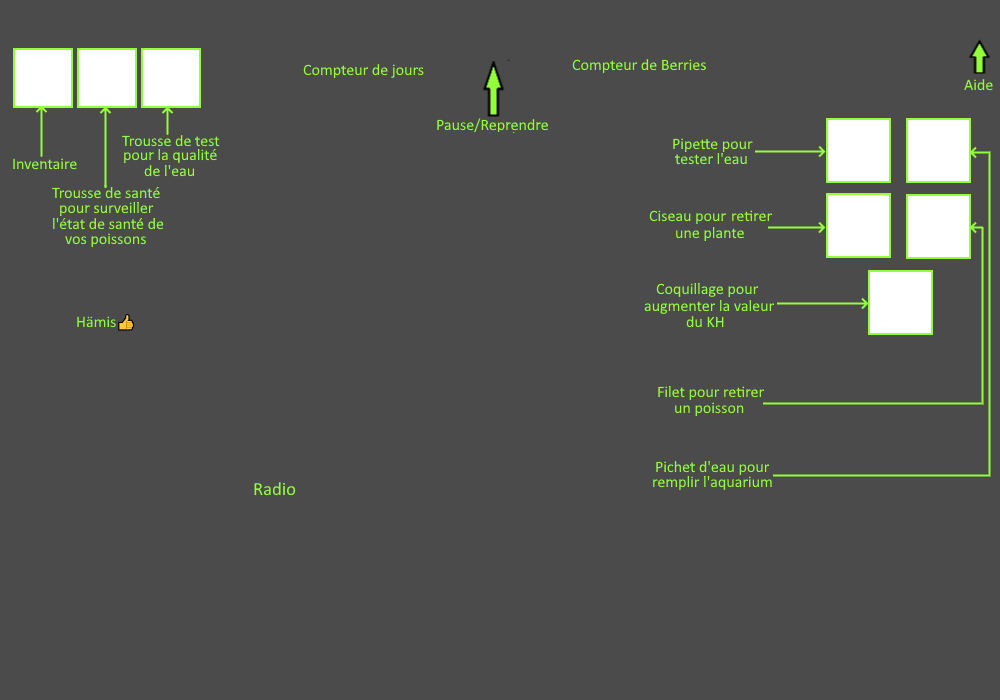 Compteur de jours
Compteur de Berries
Aide
Pause/Reprendre
Inventaire
Trousse de test
pour la qualité
de l'eau
Trousse de santé
pour surveiller
l'état de santé de
vos poissons
Pipette pour
tester l'eau
Ciseau pour retirer
une plante
Coquillage pour
augmenter la valeur
du KH
Hämis👍
Filet pour retirer
un poisson
Pichet d'eau pour
remplir l'aquarium
Radio